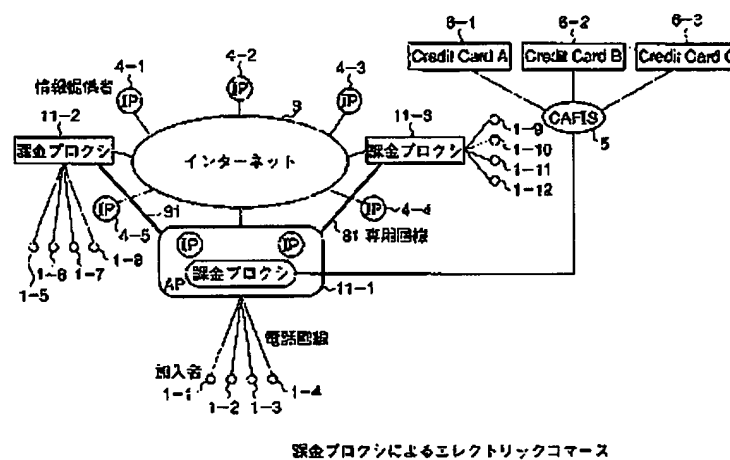 6-1
6-2
6-3
Credit Card A
Credit Card B
Credit Card C
4-1
4-2
4-3
情報提供者
IP
IP
IP
9
11-2
11-3
CAFIS
5
課金プロクシ
インターネット
課金プロクシ
1-9
1-10
1-11
1-12
IP
4-5
91
IP
4-4
IP
IP
81 専用回線
1-8
1-7
1-6
1-5
課金プロクシ
AP
11-1
電話回線
加入者
1-1
1-2
1-3
1-4
課金プロクシによるエレクトリックコマース